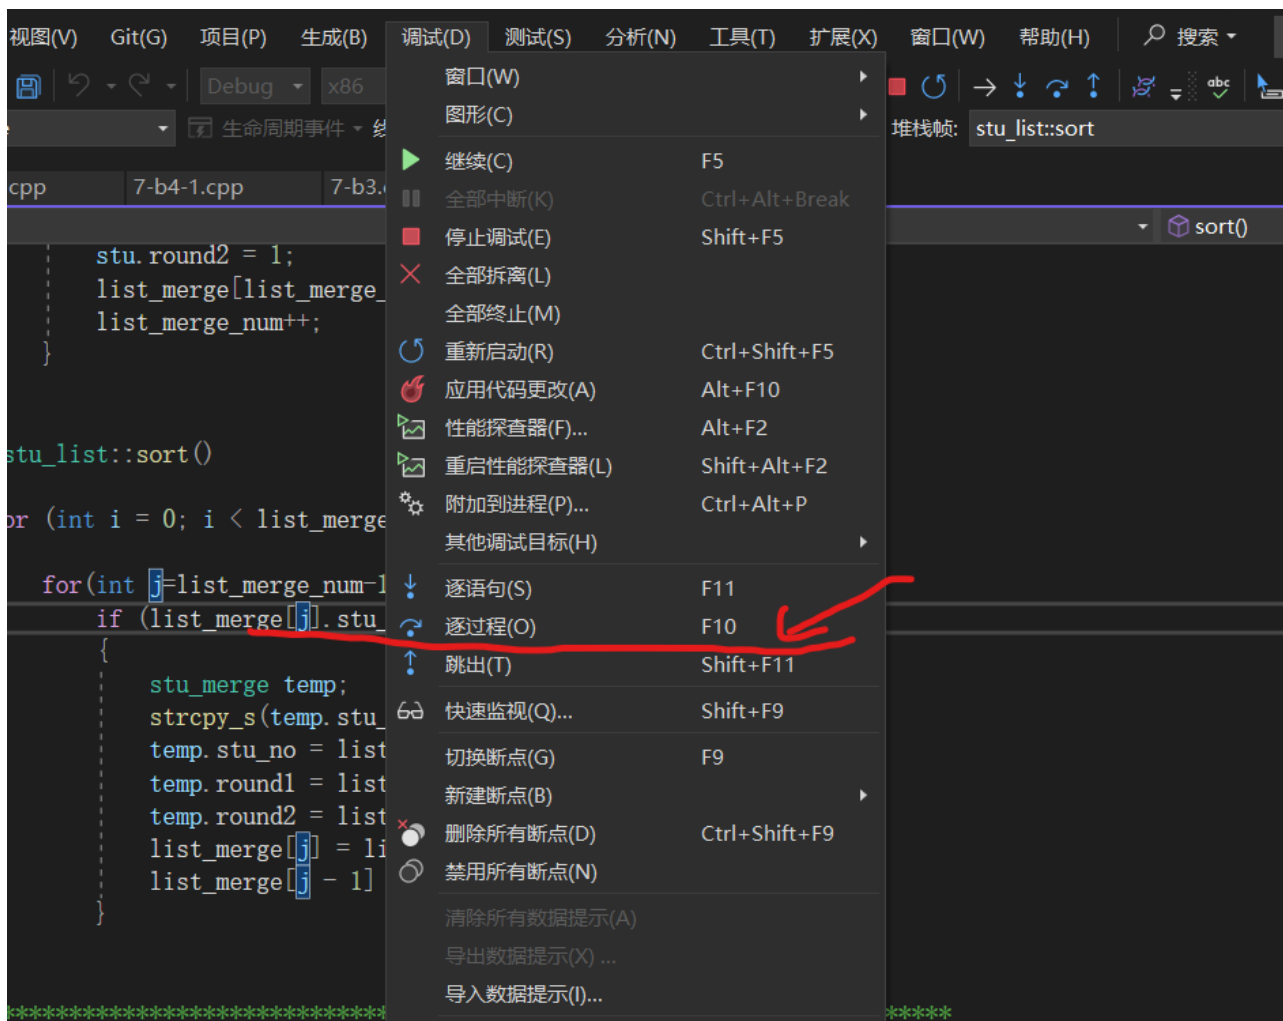 视图(V) Git(G) 项目(P) 生成(B) 调试(D) 测试(S) 分析(N) 工具(T) 扩展(X) 窗口(W) 帮助(H) 搜索
Debug x86
生命周期事件 堆栈帧: stu_list::sort
cpp 7-b4-1.cpp 7-b3.
sort()
窗口(W)
图形(C)
继续(C) F5
全部中断(K) Ctrl+Alt+Break
停止调试(E) Shift+F5
全部拆离(L)
全部终止(M)
重新启动(R) Ctrl+Shift+F5
应用代码更改(A) Alt+F10
性能探查器(F)... Alt+F2
重启性能探查器(L) Shift+Alt+F2
附加到进程(P)... Ctrl+Alt+P
其他调试目标(H)
逐语句(S) F11
逐过程(O) F10
跳出(T) Shift+F11
快速监视(Q)... Shift+F9
切换断点(G) F9
新建断点(B)
删除所有断点(D) Ctrl+Shift+F9
禁用所有断点(N)
清除所有数据提示(A)
导出数据提示(X) ...
导入数据提示(I)...
stu.round2 = 1;
list_merge[list_merge_
list_merge_num++;
}
stu_list::sort()
or (int i = 0; i < list_merge
for(int j=list_merge_num-1
if (list_merge[j].stu_
{
stu_merge temp;
strcpy_s(temp.stu_
temp.stu_no = list
temp.round1 = list
temp.round2 = list
list_merge[j] = li
list_merge[j - 1]
}